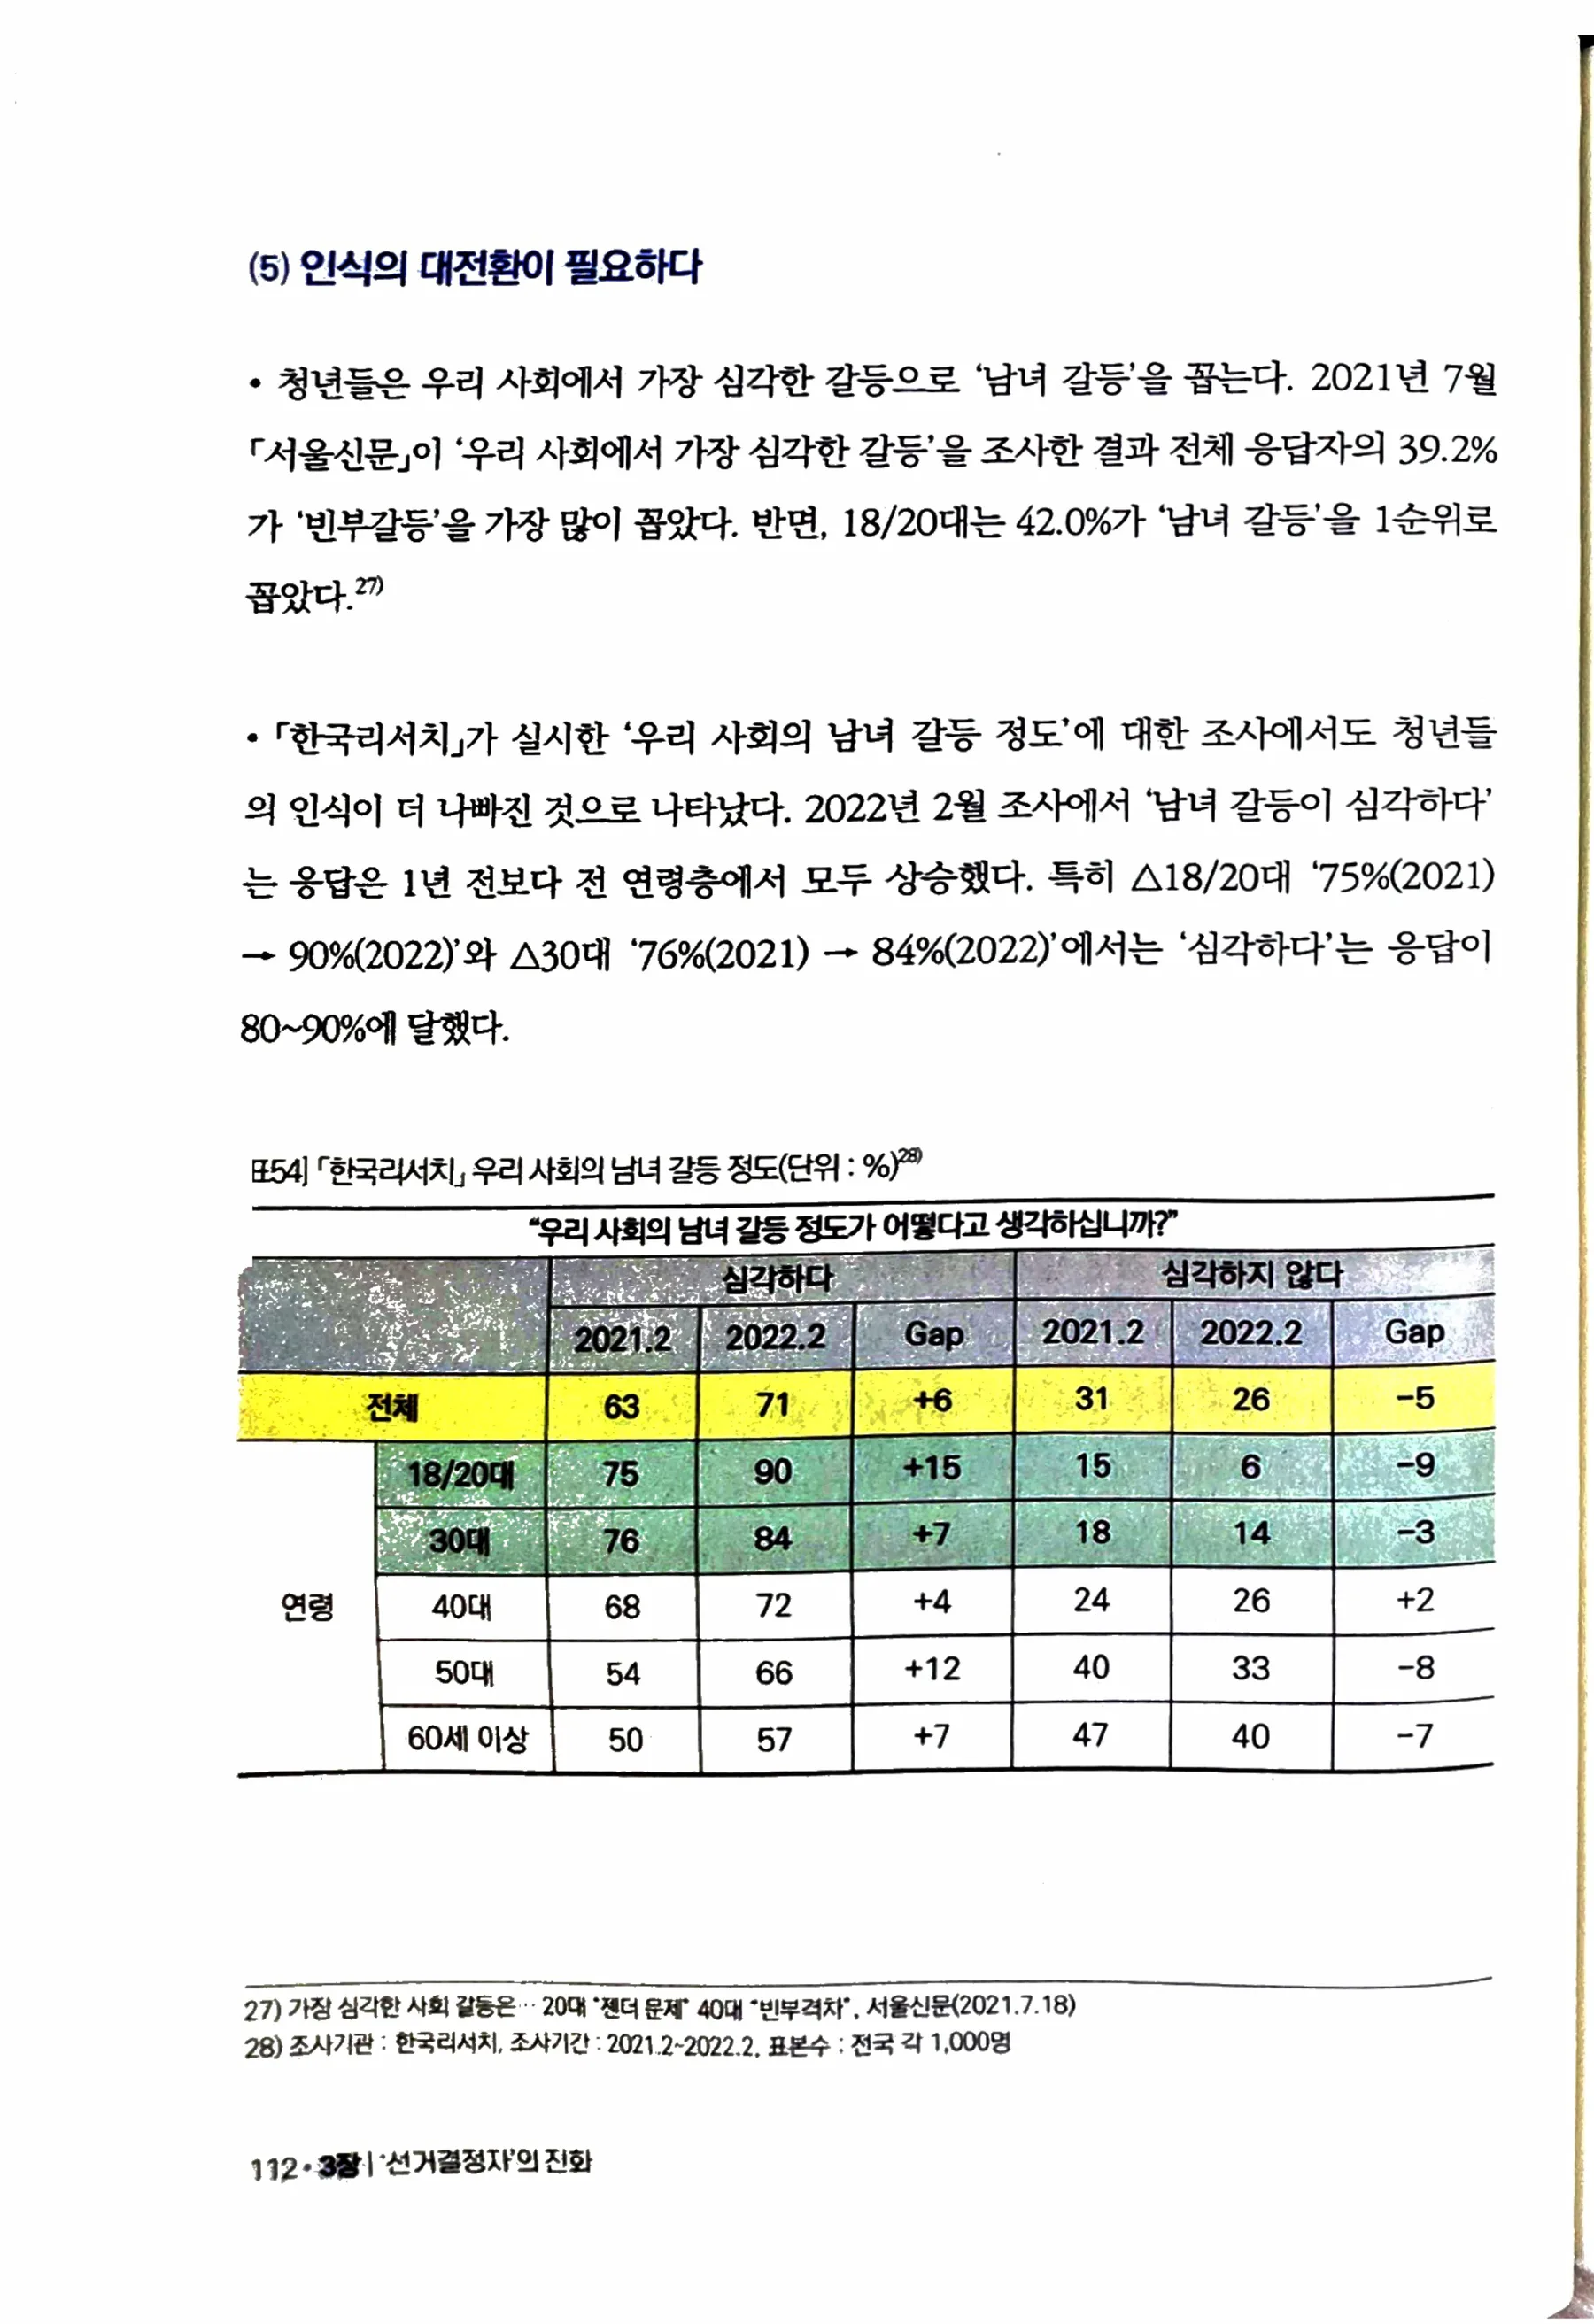 (5) 인식의 대전환이 필요하다
• 청년들은 우리 사회에서 가장 심각한 갈등으로 ‘남녀 갈등’을 꼽는다. 2021년 7월
「서울신문」이 ‘우리 사회에서 가장 심각한 갈등’을 조사한 결과 전체 응답자의 39.2%
가 ‘빈부갈등’을 가장 많이 꼽았다. 반면, 18/20대는 42.0%가 ‘남녀 갈등’을 1순위로
꼽았다.27)
• 「한국리서치」가 실시한 ‘우리 사회의 남녀 갈등 정도’에 대한 조사에서도 청년들
의 인식이 더 나빠진 것으로 나타났다. 2022년 2월 조사에서 ‘남녀 갈등이 심각하다’
는 응답은 1년 전보다 전 연령층에서 모두 상승했다. 특히 △18/20대 ‘75%(2021)
→ 90%(2022)’와 △30대 ‘76%(2021) → 84%(2022)’에서는 ‘심각하다’는 응답이
80~90%에 달했다.
표54] 「한국리서치」 우리 사회의 남녀 갈등 정도(단위 : %)28)
“우리 사회의 남녀 갈등 정도가 어떻다고 생각하십니까?”
심각하다 심각하지 않다
2021.2 2022.2 Gap 2021.2 2022.2 Gap
전체 63 71 +6 31 26 -5
연령
18/20대 75 90 +15 15 6 -9
30대 76 84 +7 18 14 -3
40대 68 72 +4 24 26 +2
50대 54 66 +12 40 33 -8
60세 이상 50 57 +7 47 40 -7
27) 가장 심각한 사회 갈등은… 20대 “젠더 문제” 40대 “빈부격차”, 서울신문(2021.7.18)
28) 조사기관 : 한국리서치, 조사기간 : 2021.2~2022.2, 표본수 : 전국 각 1,000명
112 • 3장 | ‘선거결정자’의 진화